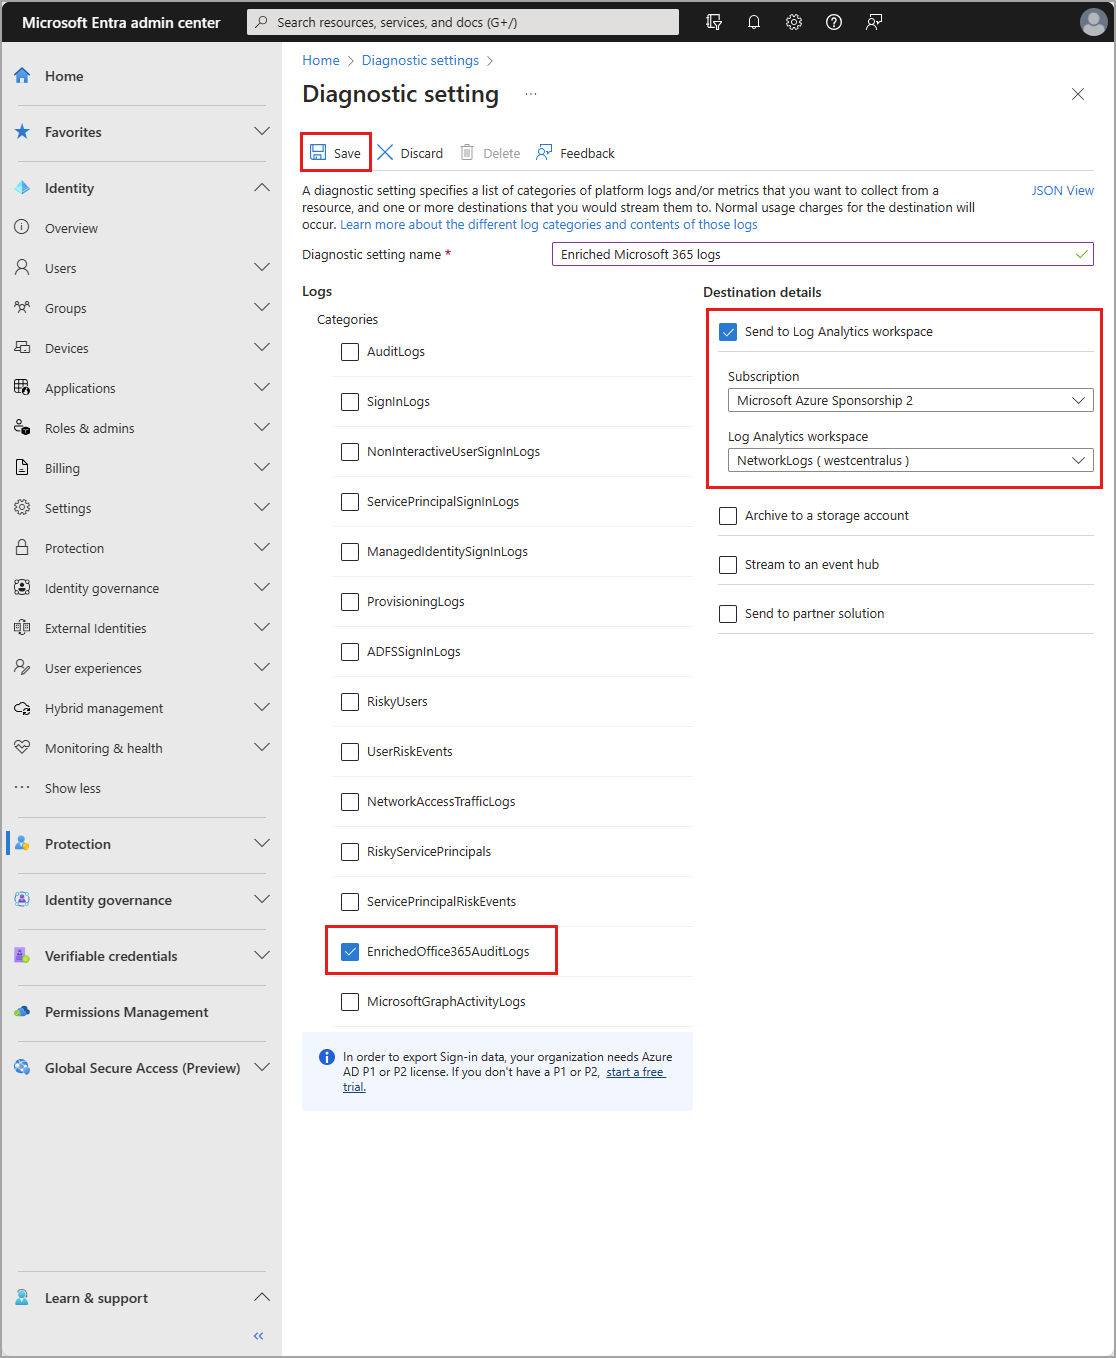 Microsoft Entra admin center
Search resources, services, and docs (G+/)
Home
Favorites
Identity
Overview
Users
Groups
Devices
Applications
Roles & admins
Billing
Settings
Protection
Identity governance
External Identities
User experiences
Hybrid management
Monitoring & health
Show less
Protection
Identity governance
Verifiable credentials
Permissions Management
Global Secure Access (Preview)
Learn & support
Home > Diagnostic settings >
Diagnostic setting ...
Save Discard Delete Feedback
A diagnostic setting specifies a list of categories of platform logs and/or metrics that you want to collect from a
resource, and one or more destinations that you would stream them to. Normal usage charges for the destination will
occur. Learn more about the different log categories and contents of those logs
JSON View
Diagnostic setting name *
Enriched Microsoft 365 logs
Logs
Categories
AuditLogs
SignInLogs
NonInteractiveUserSignInLogs
ServicePrincipalSignInLogs
ManagedIdentitySignInLogs
ProvisioningLogs
ADFSSignInLogs
RiskyUsers
UserRiskEvents
NetworkAccessTrafficLogs
RiskyServicePrincipals
ServicePrincipalRiskEvents
EnrichedOffice365AuditLogs
MicrosoftGraphActivityLogs
In order to export Sign-in data, your organization needs Azure
AD P1 or P2 license. If you don't have a P1 or P2, start a free
trial.
Destination details
Send to Log Analytics workspace
Subscription
Microsoft Azure Sponsorship 2
Log Analytics workspace
NetworkLogs ( westcentralus )
Archive to a storage account
Stream to an event hub
Send to partner solution